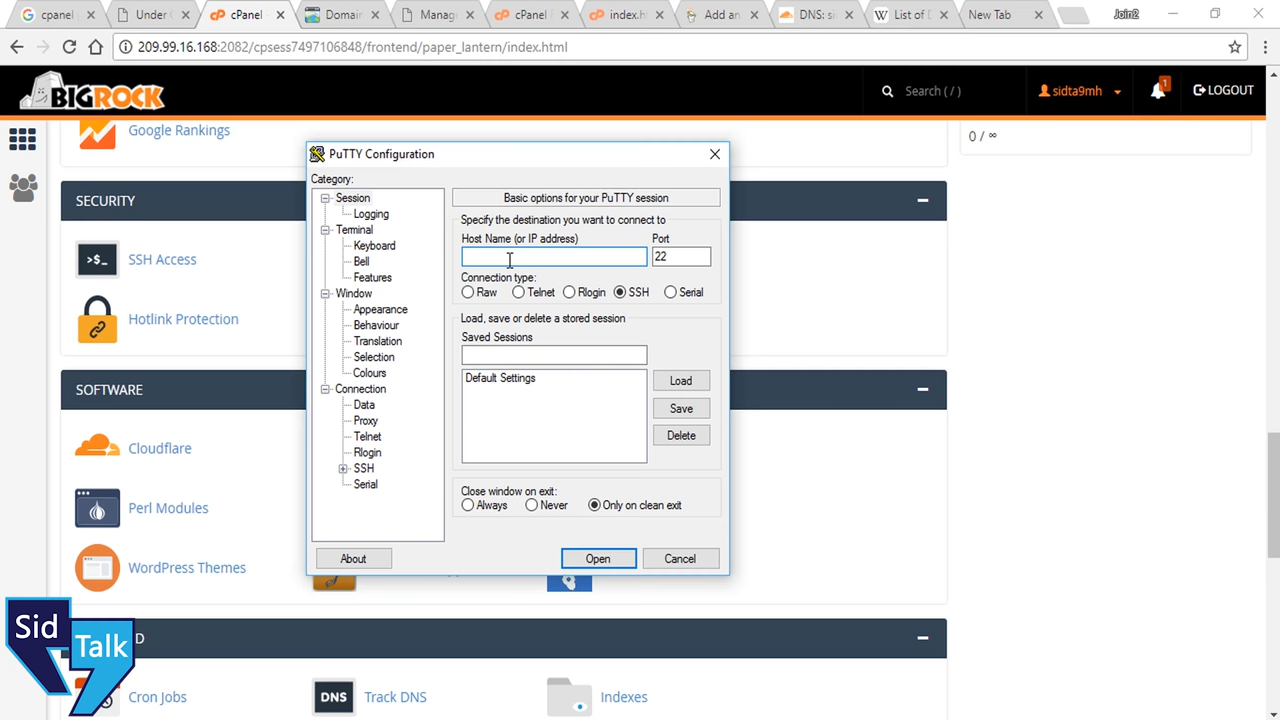 cpanel
Under C
cPanel -
Domain
Manage
cPanel
index.h
Add an
DNS: si
List of D
New Tab
Join2
209.99.16.168:2082/cpsess7497106848/frontend/paper_lantern/index.html
BIGROCK
Search ( / )
sidta9mh
1
LOGOUT
Google Rankings
0 / ∞
SECURITY
>$_ SSH Access
Hotlink Protection
SOFTWARE
Cloudflare
Perl Modules
WordPress Themes
D
Cron Jobs
DNS Track DNS
Indexes
PuTTY Configuration
Category:
Session
Logging
Terminal
Keyboard
Bell
Features
Window
Appearance
Behaviour
Translation
Selection
Colours
Connection
Data
Proxy
Telnet
Rlogin
SSH
Serial
Basic options for your PuTTY session
Specify the destination you want to connect to
Host Name (or IP address) Port
22
Connection type:
Raw Telnet Rlogin SSH Serial
Load, save or delete a stored session
Saved Sessions
Default Settings
Load
Save
Delete
Close window on exit:
Always Never Only on clean exit
About
Open
Cancel
Sid
Talk